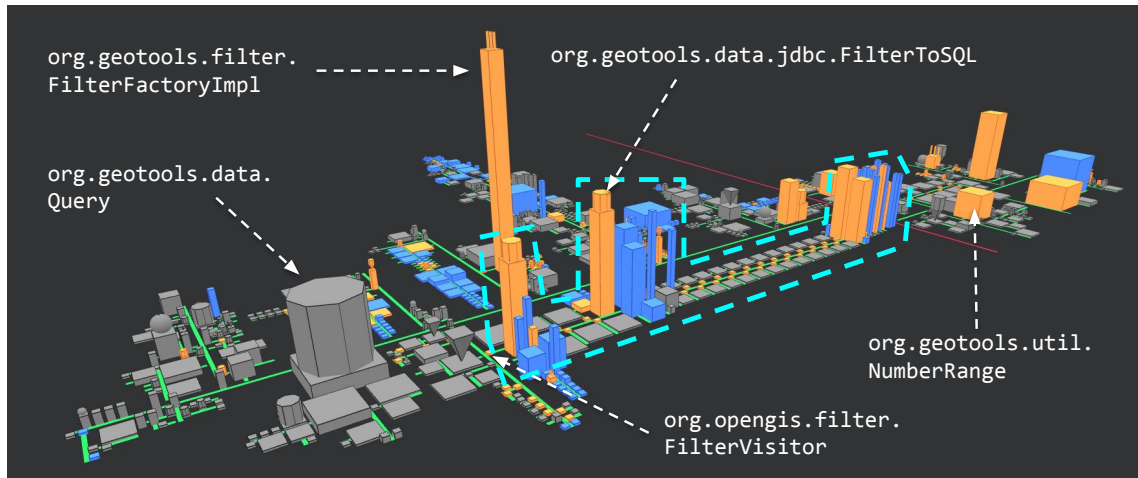 org.geotools.filter.
FilterFactoryImpl
org.geotools.data.jdbc.FilterToSQL
org.geotools.data.
Query
org.geotools.util.
NumberRange
org.opengis.filter.
FilterVisitor